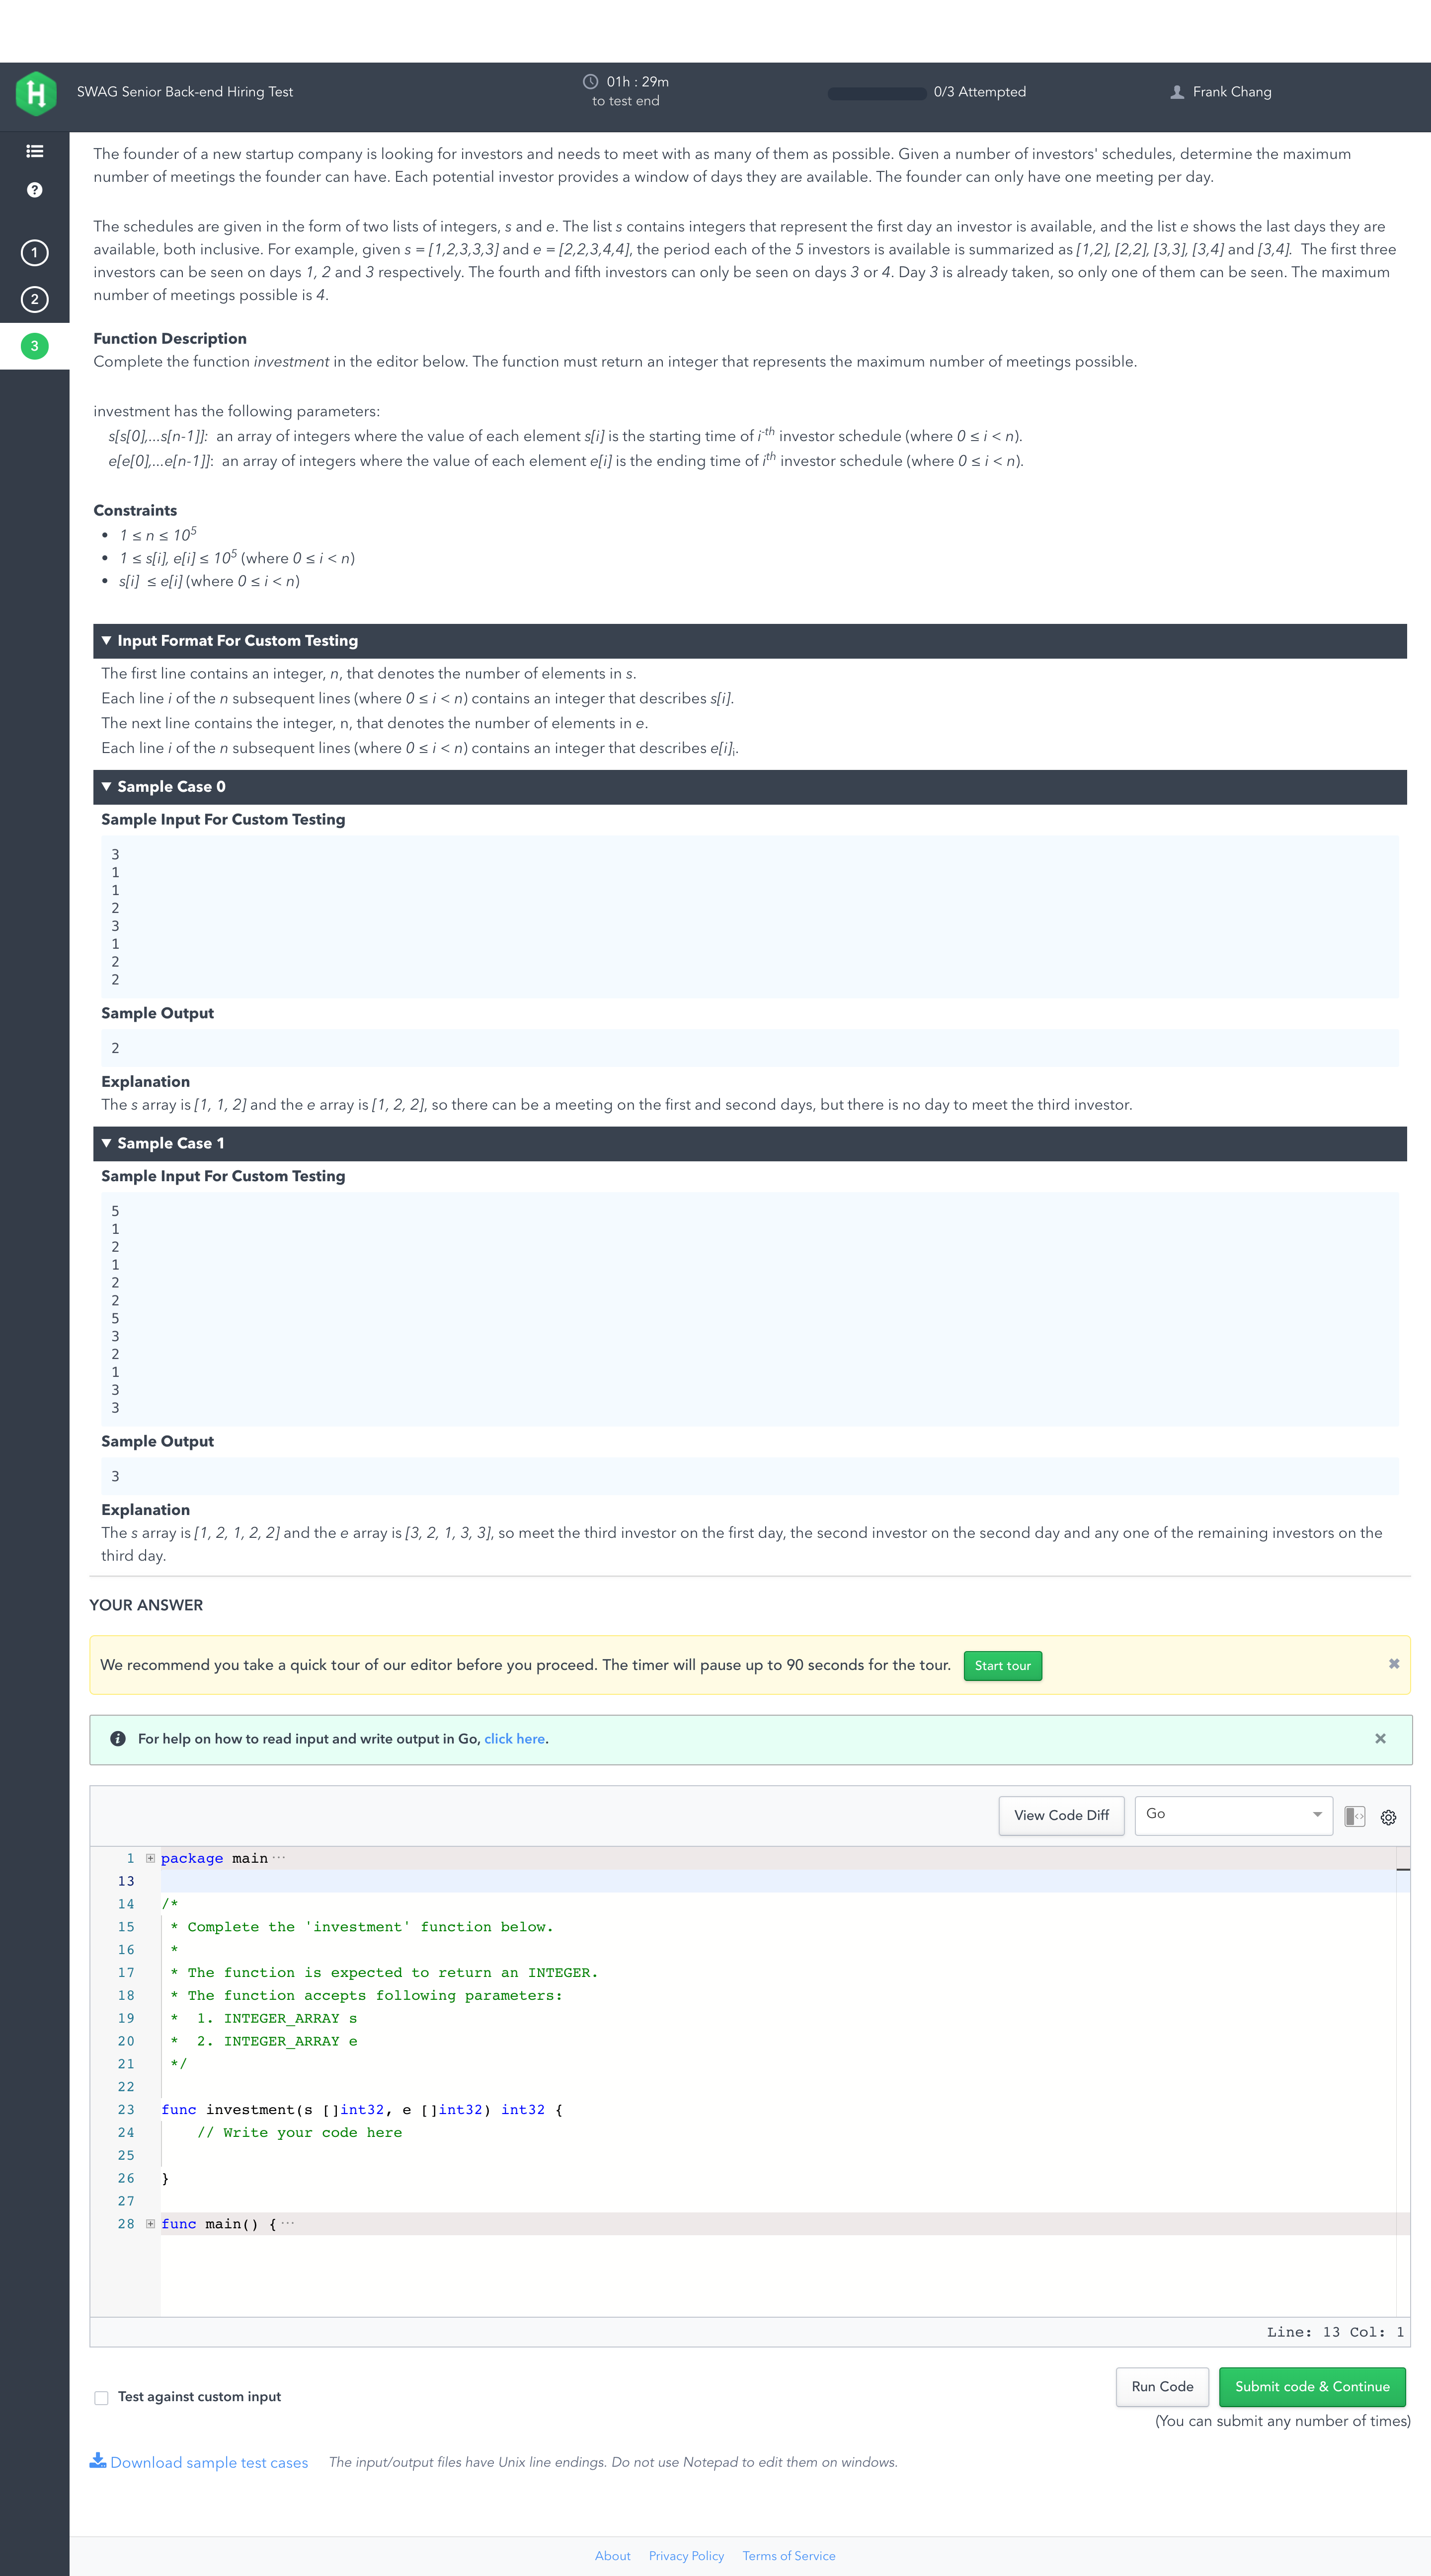 SWAG Senior Back-end Hiring Test
01h : 29m
to test end
0/3 Attempted
Frank Chang
1
2
3
The founder of a new startup company is looking for investors and needs to meet with as many of them as possible. Given a number of investors' schedules, determine the maximum
number of meetings the founder can have. Each potential investor provides a window of days they are available. The founder can only have one meeting per day.
The schedules are given in the form of two lists of integers, s and e. The list s contains integers that represent the first day an investor is available, and the list e shows the last days they are
available, both inclusive. For example, given s = [1,2,3,3,3] and e = [2,2,3,4,4], the period each of the 5 investors is available is summarized as [1,2], [2,2], [3,3], [3,4] and [3,4]. The first three
investors can be seen on days 1, 2 and 3 respectively. The fourth and fifth investors can only be seen on days 3 or 4. Day 3 is already taken, so only one of them can be seen. The maximum
number of meetings possible is 4.
Function Description
Complete the function investment in the editor below. The function must return an integer that represents the maximum number of meetings possible.
investment has the following parameters:
s[s[0],...s[n-1]]: an array of integers where the value of each element s[i] is the starting time of i-th investor schedule (where 0 ≤ i < n).
e[e[0],...e[n-1]]: an array of integers where the value of each element e[i] is the ending time of ith investor schedule (where 0 ≤ i < n).
Constraints
• 1 ≤ n ≤ 10^5
• 1 ≤ s[i], e[i] ≤ 10^5 (where 0 ≤ i < n)
• s[i] ≤ e[i] (where 0 ≤ i < n)
▼ Input Format For Custom Testing
The first line contains an integer, n, that denotes the number of elements in s.
Each line i of the n subsequent lines (where 0 ≤ i < n) contains an integer that describes s[i].
The next line contains the integer, n, that denotes the number of elements in e.
Each line i of the n subsequent lines (where 0 ≤ i < n) contains an integer that describes e[i]i.
▼ Sample Case 0
Sample Input For Custom Testing
3
1
1
2
3
1
2
2
Sample Output
2
Explanation
The s array is [1, 1, 2] and the e array is [1, 2, 2], so there can be a meeting on the first and second days, but there is no day to meet the third investor.
▼ Sample Case 1
Sample Input For Custom Testing
5
1
2
1
2
2
5
3
2
1
3
3
Sample Output
3
Explanation
The s array is [1, 2, 1, 2, 2] and the e array is [3, 2, 1, 3, 3], so meet the third investor on the first day, the second investor on the second day and any one of the remaining investors on the
third day.
YOUR ANSWER
We recommend you take a quick tour of our editor before you proceed. The timer will pause up to 90 seconds for the tour. Start tour
For help on how to read input and write output in Go, click here.
View Code Diff
Go
1 package main ...
13
14 /*
15  * Complete the 'investment' function below.
16  *
17  * The function is expected to return an INTEGER.
18  * The function accepts following parameters:
19  *  1. INTEGER_ARRAY s
20  *  2. INTEGER_ARRAY e
21  */
22
23 func investment(s []int32, e []int32) int32 {
24     // Write your code here
25
26 }
27
28 func main() { ...
Line: 13 Col: 1
Test against custom input
Run Code
Submit code & Continue
(You can submit any number of times)
Download sample test cases
The input/output files have Unix line endings. Do not use Notepad to edit them on windows.
About
Privacy Policy
Terms of Service